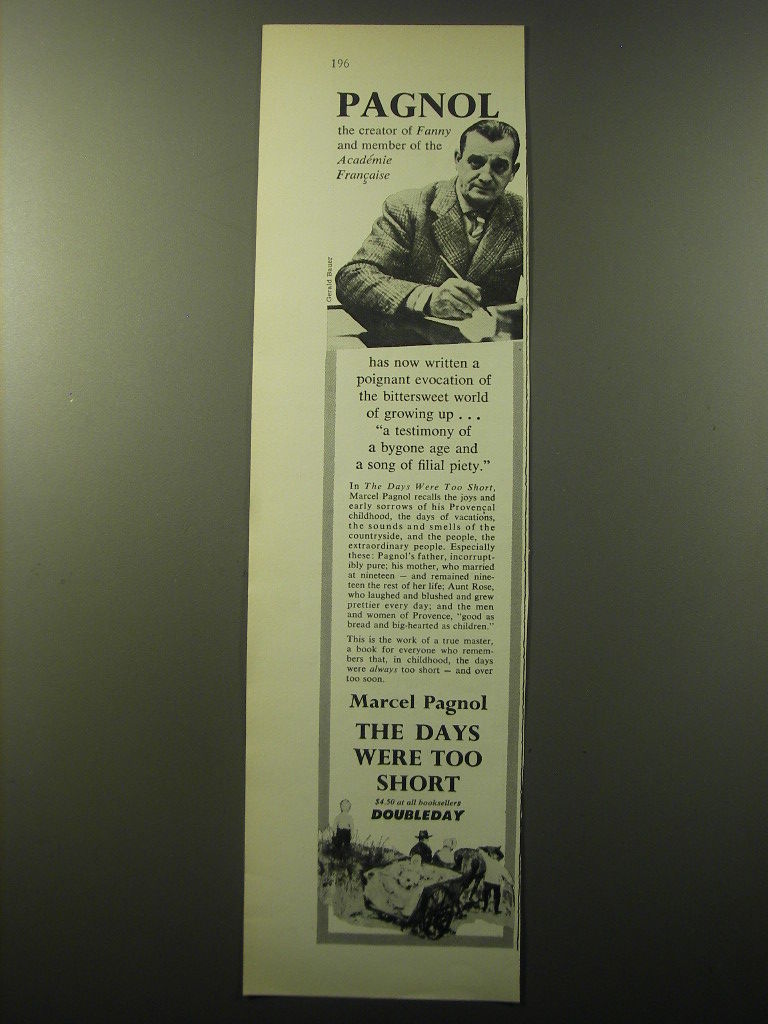 196
PAGNOL
the creator of Fanny
and member of the
Académie
Française
Gerald Bauer
has now written a
poignant evocation of
the bittersweet world
of growing up . . .
“a testimony of
a bygone age and
a song of filial piety.”
In The Days Were Too Short,
Marcel Pagnol recalls the joys and
early sorrows of his Provençal
childhood, the days of vacations,
the sounds and smells of the
countryside, and the people, the
extraordinary people. Especially
these: Pagnol's father, incorrupt-
ibly pure; his mother, who married
at nineteen — and remained nine-
teen the rest of her life; Aunt Rose,
who laughed and blushed and grew
prettier every day; and the men
and women of Provence, “good as
bread and big-hearted as children.”
This is the work of a true master,
a book for everyone who remem-
bers that, in childhood, the days
were always too short — and over
too soon.
Marcel Pagnol
THE DAYS
WERE TOO
SHORT
$4.50 at all booksellers
DOUBLEDAY